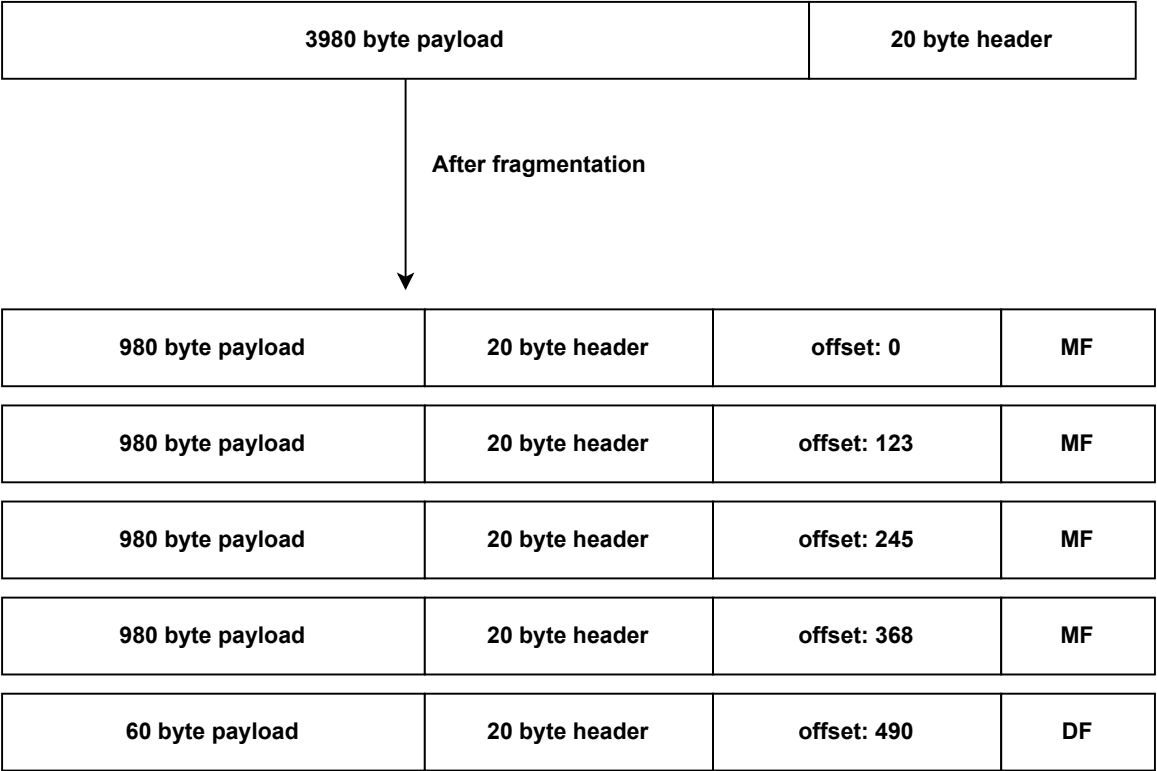 3980 byte payload 20 byte header
After fragmentation
980 byte payload 20 byte header offset: 0 MF
980 byte payload 20 byte header offset: 123 MF
980 byte payload 20 byte header offset: 245 MF
980 byte payload 20 byte header offset: 368 MF
60 byte payload 20 byte header offset: 490 DF